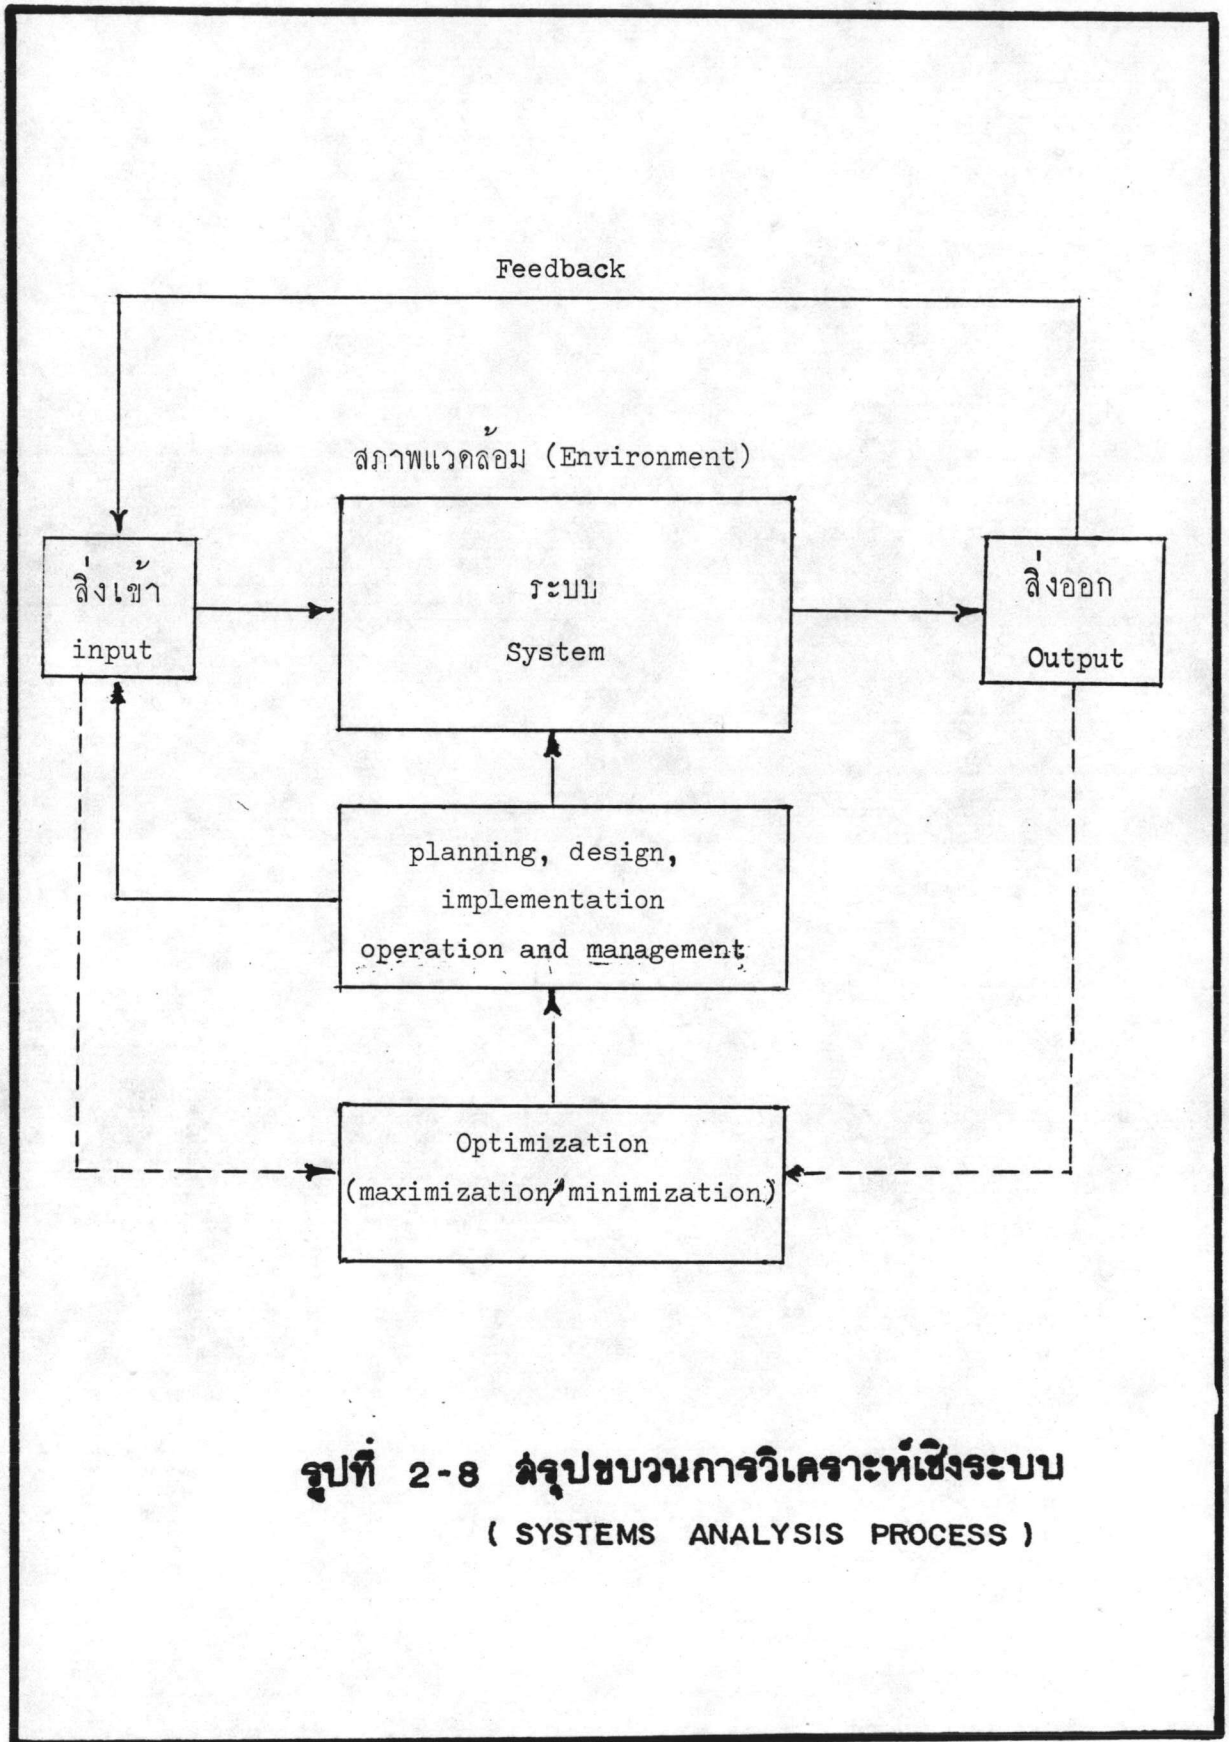 Feedback
สภาพแวดล้อม (Environment)
สิ่งเข้า
input
ระบบ
System
สิ่งออก
Output
planning, design,
implementation
operation and management
Optimization
(maximization/minimization)
รูปที่ 2-8 สรุปขบวนการวิเคราะห์เชิงระบบ
( SYSTEMS ANALYSIS PROCESS )